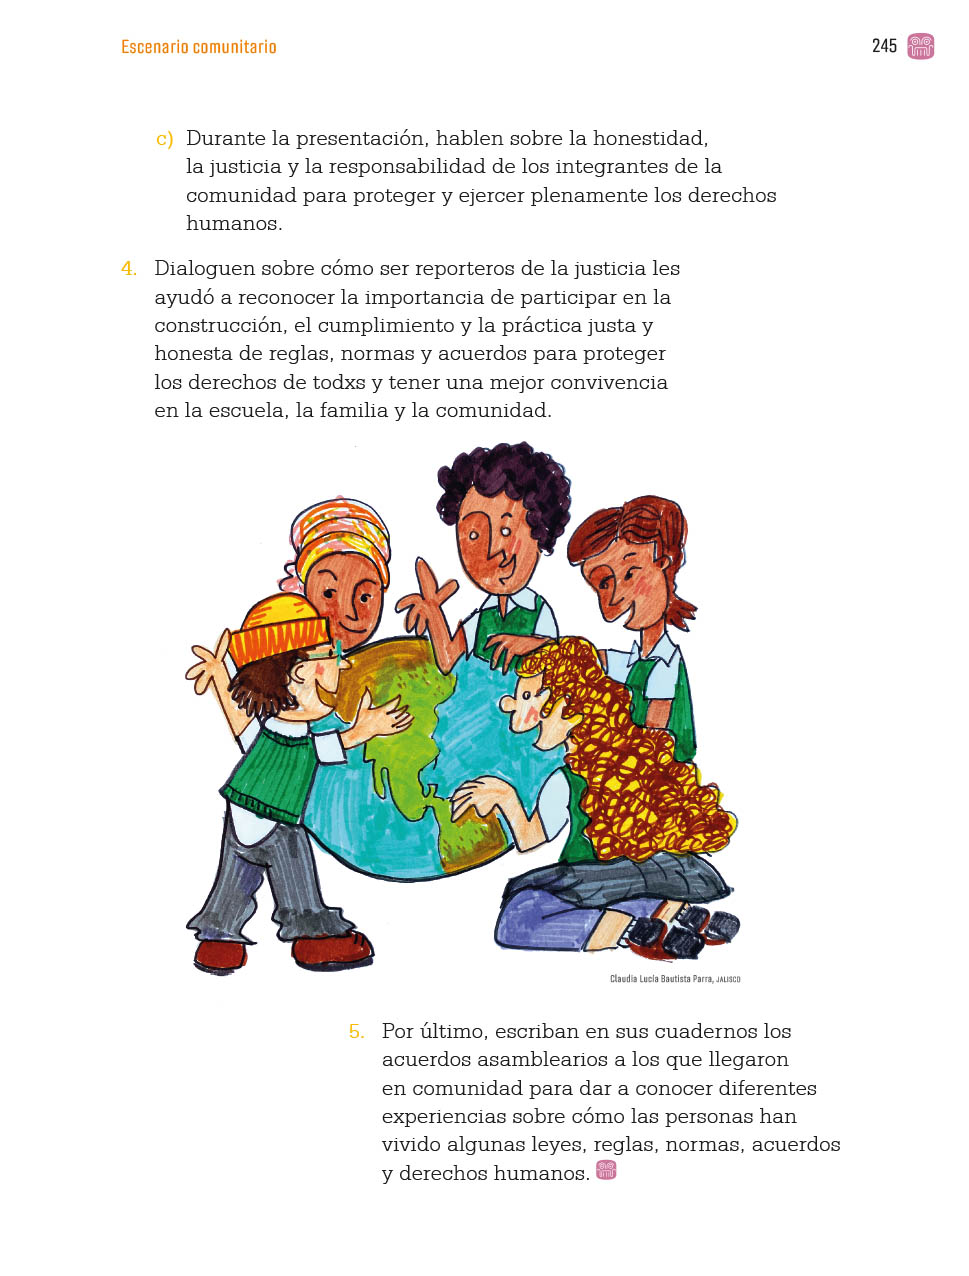 Escenario comunitario
245
c) Durante la presentación, hablen sobre la honestidad,
la justicia y la responsabilidad de los integrantes de la
comunidad para proteger y ejercer plenamente los derechos
humanos.
4. Dialoguen sobre cómo ser reporteros de la justicia les
ayudó a reconocer la importancia de participar en la
construcción, el cumplimiento y la práctica justa y
honesta de reglas, normas y acuerdos para proteger
los derechos de todxs y tener una mejor convivencia
en la escuela, la familia y la comunidad.
Claudia Lucía Bautista Parra, JALISCO
5. Por último, escriban en sus cuadernos los
acuerdos asamblearios a los que llegaron
en comunidad para dar a conocer diferentes
experiencias sobre cómo las personas han
vivido algunas leyes, reglas, normas, acuerdos
y derechos humanos.